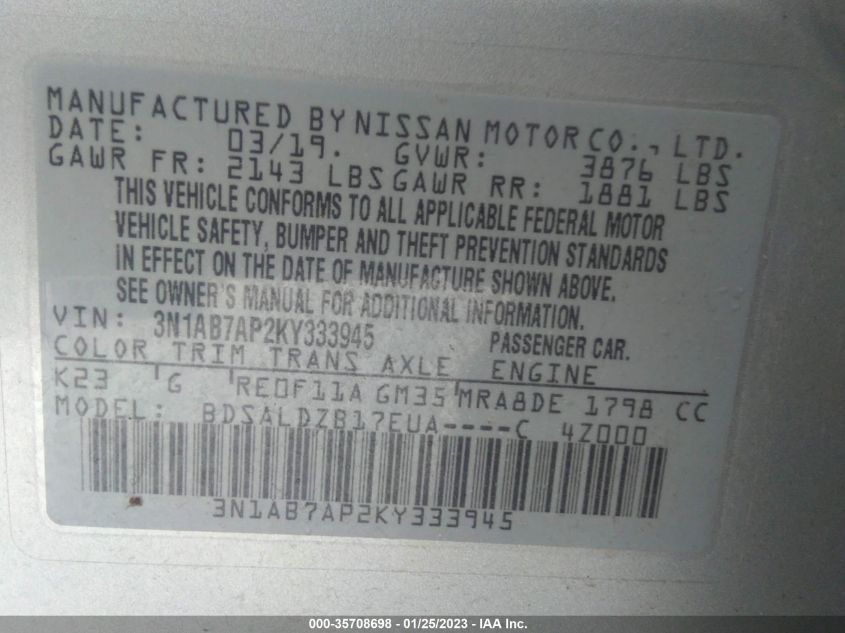 MANUFACTURED BY NISSAN MOTOR CO., LTD.
DATE: 03/19. GVWR: 3876 LBS
GAWR FR: 2143 LBS GAWR RR: 1881 LBS
THIS VEHICLE CONFORMS TO ALL APPLICABLE FEDERAL MOTOR
VEHICLE SAFETY, BUMPER AND THEFT PREVENTION STANDARDS
IN EFFECT ON THE DATE OF MANUFACTURE SHOWN ABOVE.
SEE OWNER'S MANUAL FOR ADDITIONAL INFORMATION.
VIN: 3N1AB7AP2KY333945 PASSENGER CAR.
COLOR TRIM TRANS AXLE ENGINE
K23 G RE0F11A GM35 MRA8DE 1798 CC
MODEL: BDSALDZB17EUA----C 4Z000
3N1AB7AP2KY333945
000-35708698 - 01/25/2023 - IAA Inc.